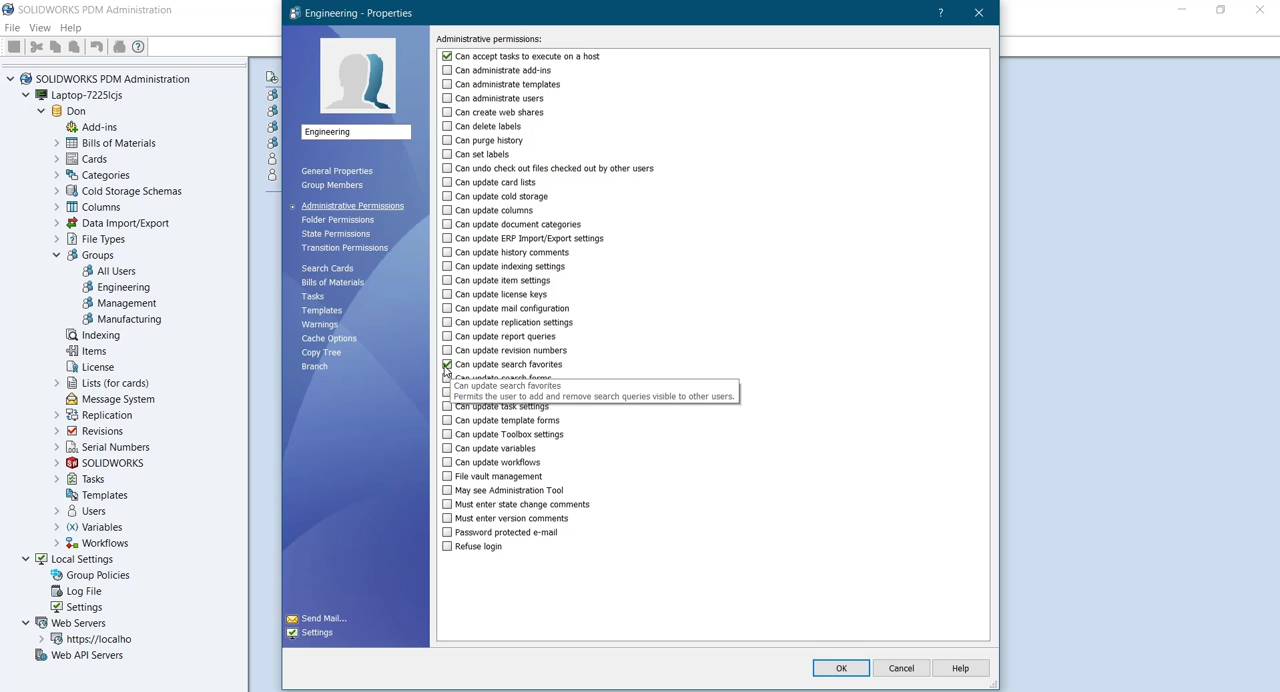 SOLIDWORKS PDM Administration
File View Help
SOLIDWORKS PDM Administration
Laptop-7225lcjs
Don
Add-ins
Bills of Materials
Cards
Categories
Cold Storage Schemas
Columns
Data Import/Export
File Types
Groups
All Users
Engineering
Management
Manufacturing
Indexing
Items
License
Lists (for cards)
Message System
Replication
Revisions
Serial Numbers
SOLIDWORKS
Tasks
Templates
Users
Variables
Workflows
Local Settings
Group Policies
Log File
Settings
Web Servers
https://localho
Web API Servers
Engineering - Properties
Engineering
General Properties
Group Members
Administrative Permissions
Folder Permissions
State Permissions
Transition Permissions
Search Cards
Bills of Materials
Tasks
Templates
Warnings
Cache Options
Copy Tree
Branch
Send Mail...
Settings
Administrative permissions:
Can accept tasks to execute on a host
Can administrate add-ins
Can administrate templates
Can administrate users
Can create web shares
Can delete labels
Can purge history
Can set labels
Can undo check out files checked out by other users
Can update card lists
Can update cold storage
Can update columns
Can update document categories
Can update ERP Import/Export settings
Can update history comments
Can update indexing settings
Can update item settings
Can update license keys
Can update mail configuration
Can update replication settings
Can update report queries
Can update revision numbers
Can update search favorites
Can update search forms
Can update search favorites
Permits the user to add and remove search queries visible to other users.
Can update task settings
Can update template forms
Can update Toolbox settings
Can update variables
Can update workflows
File vault management
May see Administration Tool
Must enter state change comments
Must enter version comments
Password protected e-mail
Refuse login
OK Cancel Help